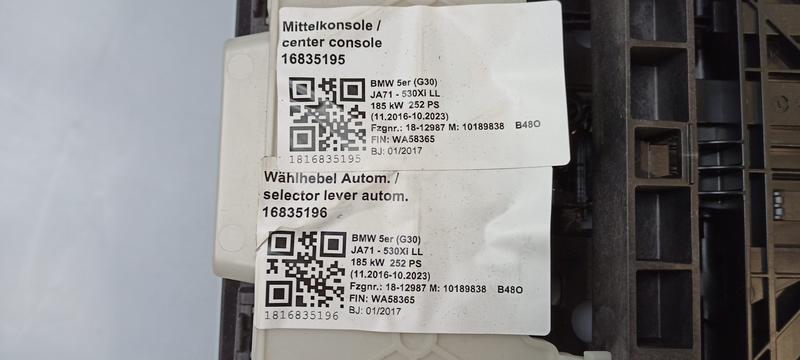 Mittelkonsole /
center console
16835195
BMW 5er (G30)
JA71 - 530Xi LL
185 kW 252 PS
(11.2016-10.2023)
Fzgnr.: 18-12987 M: 10189838 B48O
FIN: WA58365
BJ: 01/2017
1816835195
Wählhebel Autom. /
selector lever autom.
16835196
BMW 5er (G30)
JA71 - 530Xi LL
185 kW 252 PS
(11.2016-10.2023)
Fzgnr.: 18-12987 M: 10189838 B48O
FIN: WA58365
BJ: 01/2017
1816835196